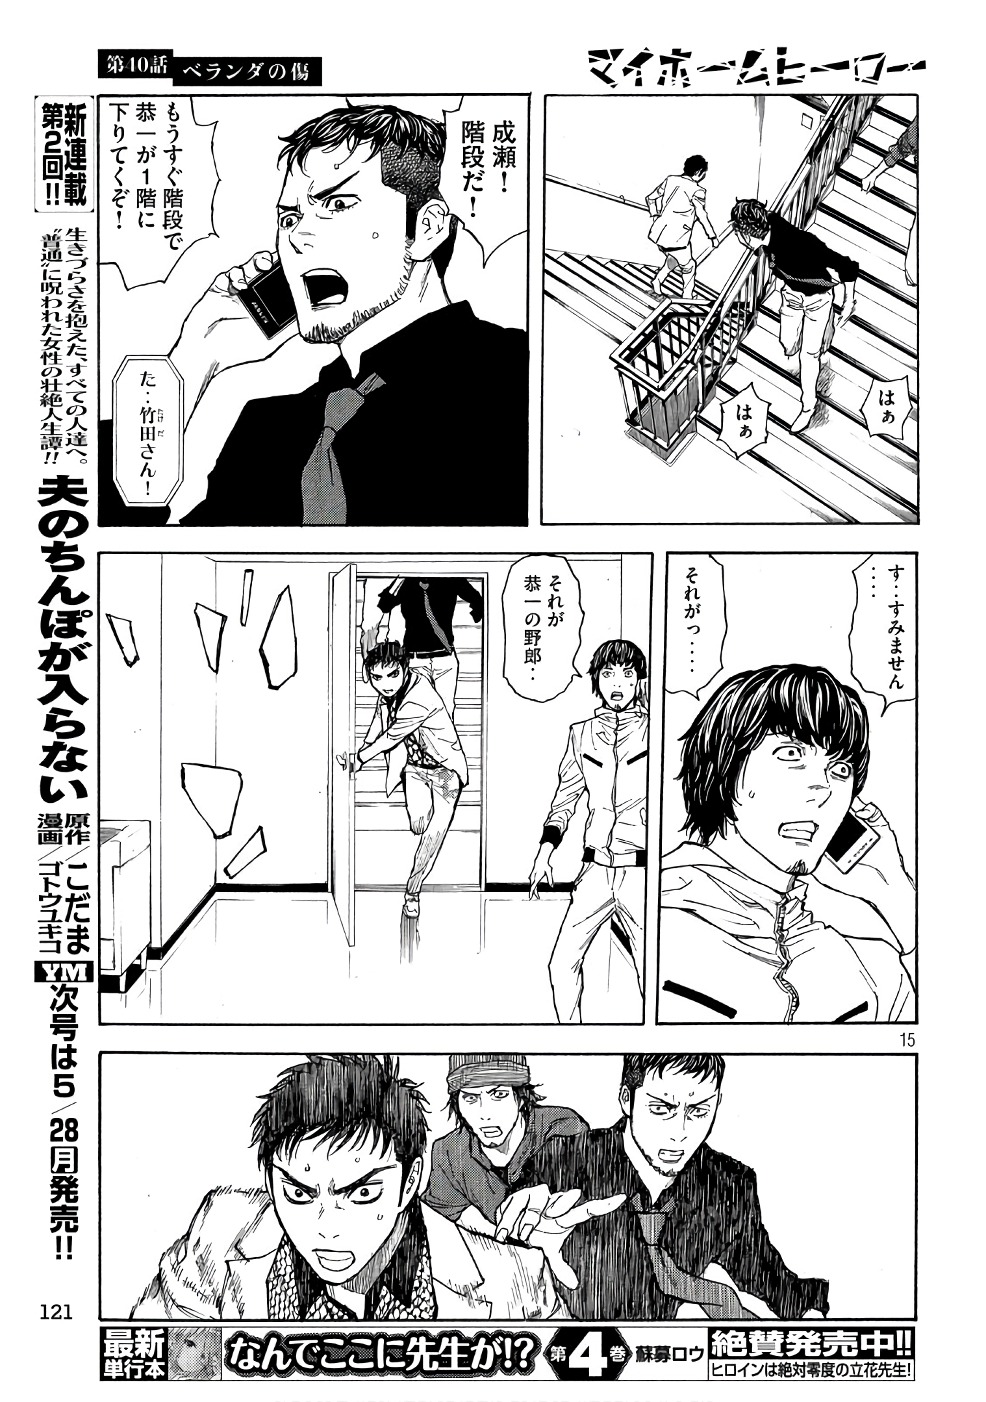 第40話 ベランダの傷
マイホームヒーロー
はぁ
はぁ
成瀬!
階段だ!
もうすぐ階段で
恭一が1階に
下りてくぞ!
た‥竹田さん!
たけだ
す‥すみません
‥‥
それがっ‥‥
それが
恭一の野郎‥
15
新連載
第2回!!
生きづらさを抱えた、すべての人達へ。
“普通”に呪われた女性の壮絶人生譚!!
夫のちんぽが入らない
原作/こだま
漫画/ゴトウユキコ
YM次号は5/28月発売!!
121
最新
単行本
なんでここに先生が!?
第4巻
蘇募ロウ
絶賛発売中!!
ヒロインは絶対零度の立花先生!